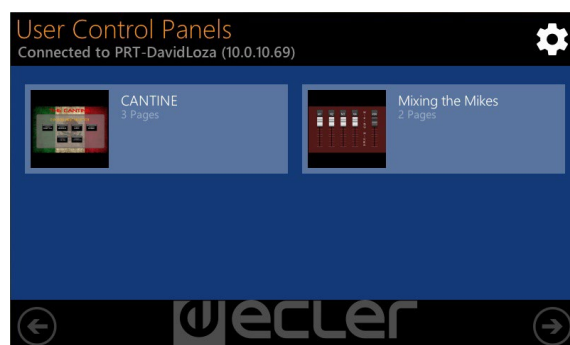 User Control Panels
Connected to PRT-DavidLoza (10.0.10.69)
CANTINE
3 Pages
Mixing the Mikes
2 Pages
ecler